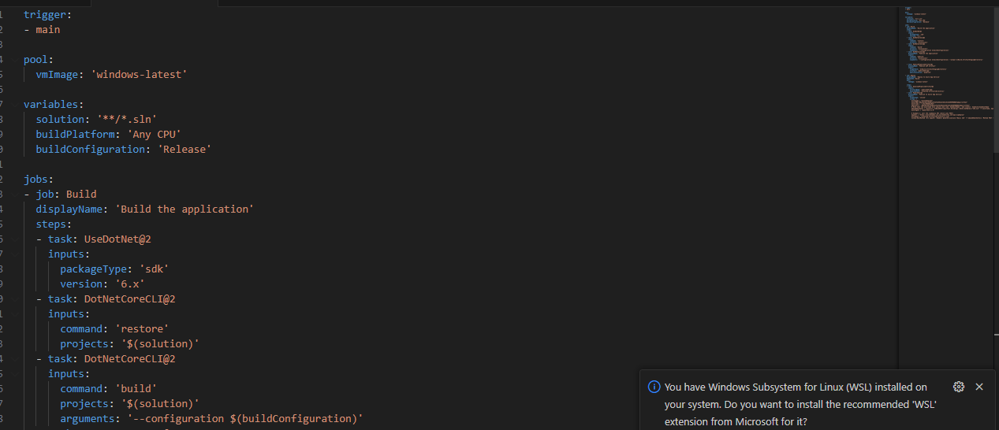 trigger:
- main
pool:
vmImage: 'windows-latest'
variables:
solution: '**/*.sln'
buildPlatform: 'Any CPU'
buildConfiguration: 'Release'
jobs:
- job: Build
displayName: 'Build the application'
steps:
- task: UseDotNet@2
inputs:
packageType: 'sdk'
version: '6.x'
- task: DotNetCoreCLI@2
inputs:
command: 'restore'
projects: '$(solution)'
- task: DotNetCoreCLI@2
inputs:
command: 'build'
projects: '$(solution)'
arguments: '--configuration $(buildConfiguration)'
You have Windows Subsystem for Linux (WSL) installed on
your system. Do you want to install the recommended 'WSL'
extension from Microsoft for it?